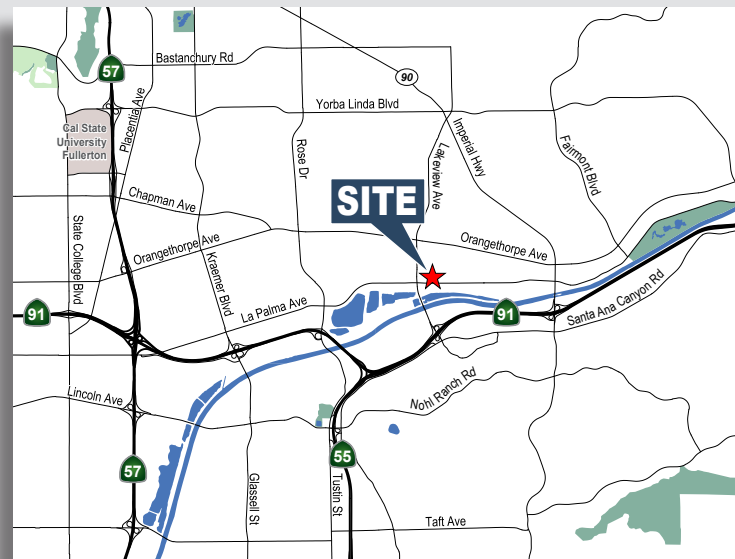 Bastanchury Rd
57
90
Yorba Linda Blvd
Cal State
University
Fullerton
Placentia Ave
Imperial Hwy
Fairmont Blvd
Rose Dr
Lakeview Ave
SITE
Chapman Ave
State College Blvd
Orangethorpe Ave
Orangethorpe Ave
Kraemer Blvd
La Palma Ave
Santa Ana Canyon Rd
91
91
Lincoln Ave
Nohl Ranch Rd
57
55
Glassell St
Tustin St
Taft Ave